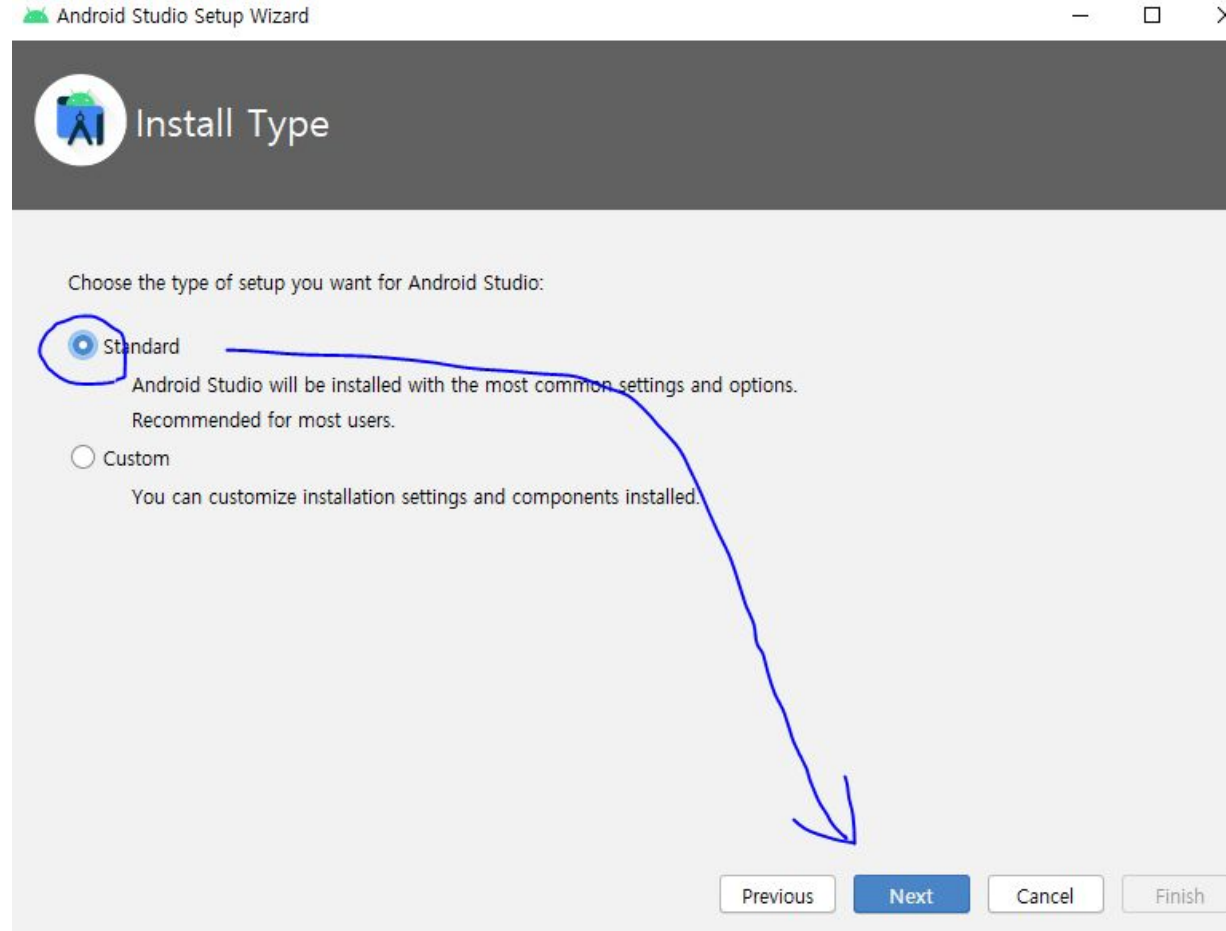 Android Studio Setup Wizard
Install Type
Choose the type of setup you want for Android Studio:
Standard
Android Studio will be installed with the most common settings and options.
Recommended for most users.
Custom
You can customize installation settings and components installed.
Previous Next Cancel Finish